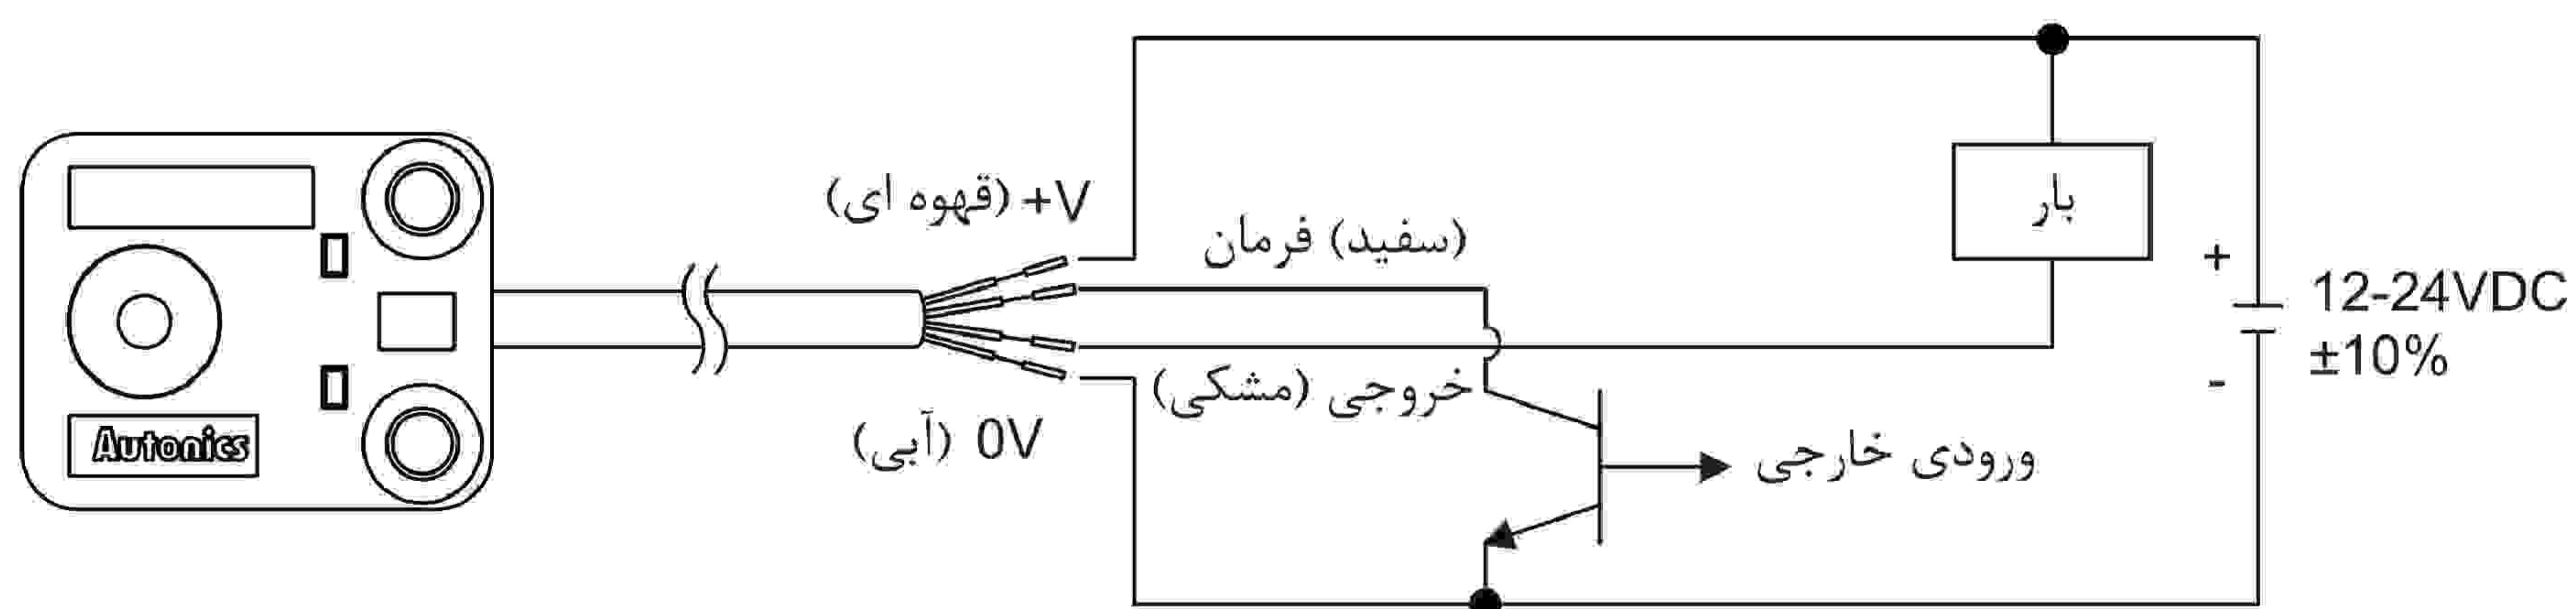 (قهوه ای) +V
(سفید) فرمان
بار
+
12-24VDC
±10%
-
خروجی (مشکی)
(آبی) 0V
Autonics
ورودی خارجی